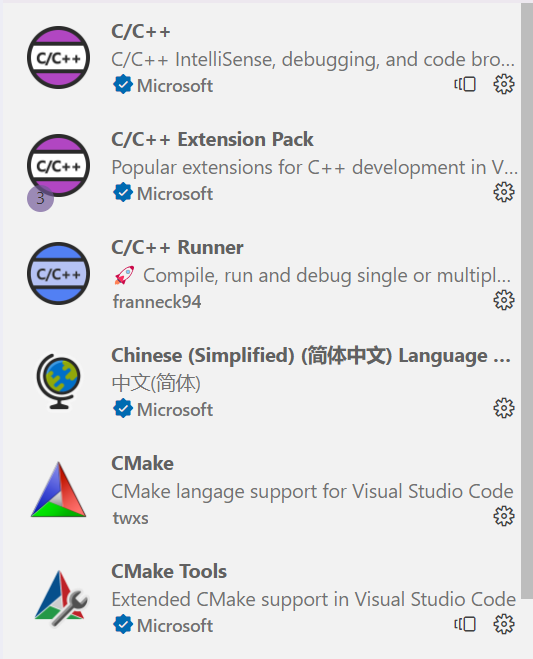 C/C++
C/C++
C/C++ IntelliSense, debugging, and code bro...
Microsoft
C/C++
3
C/C++ Extension Pack
Popular extensions for C++ development in V...
Microsoft
C/C++
C/C++ Runner
🚀 Compile, run and debug single or multipl...
franneck94
Chinese (Simplified) (简体中文) Language ...
中文(简体)
Microsoft
CMake
CMake langage support for Visual Studio Code
twxs
CMake Tools
Extended CMake support in Visual Studio Code
Microsoft